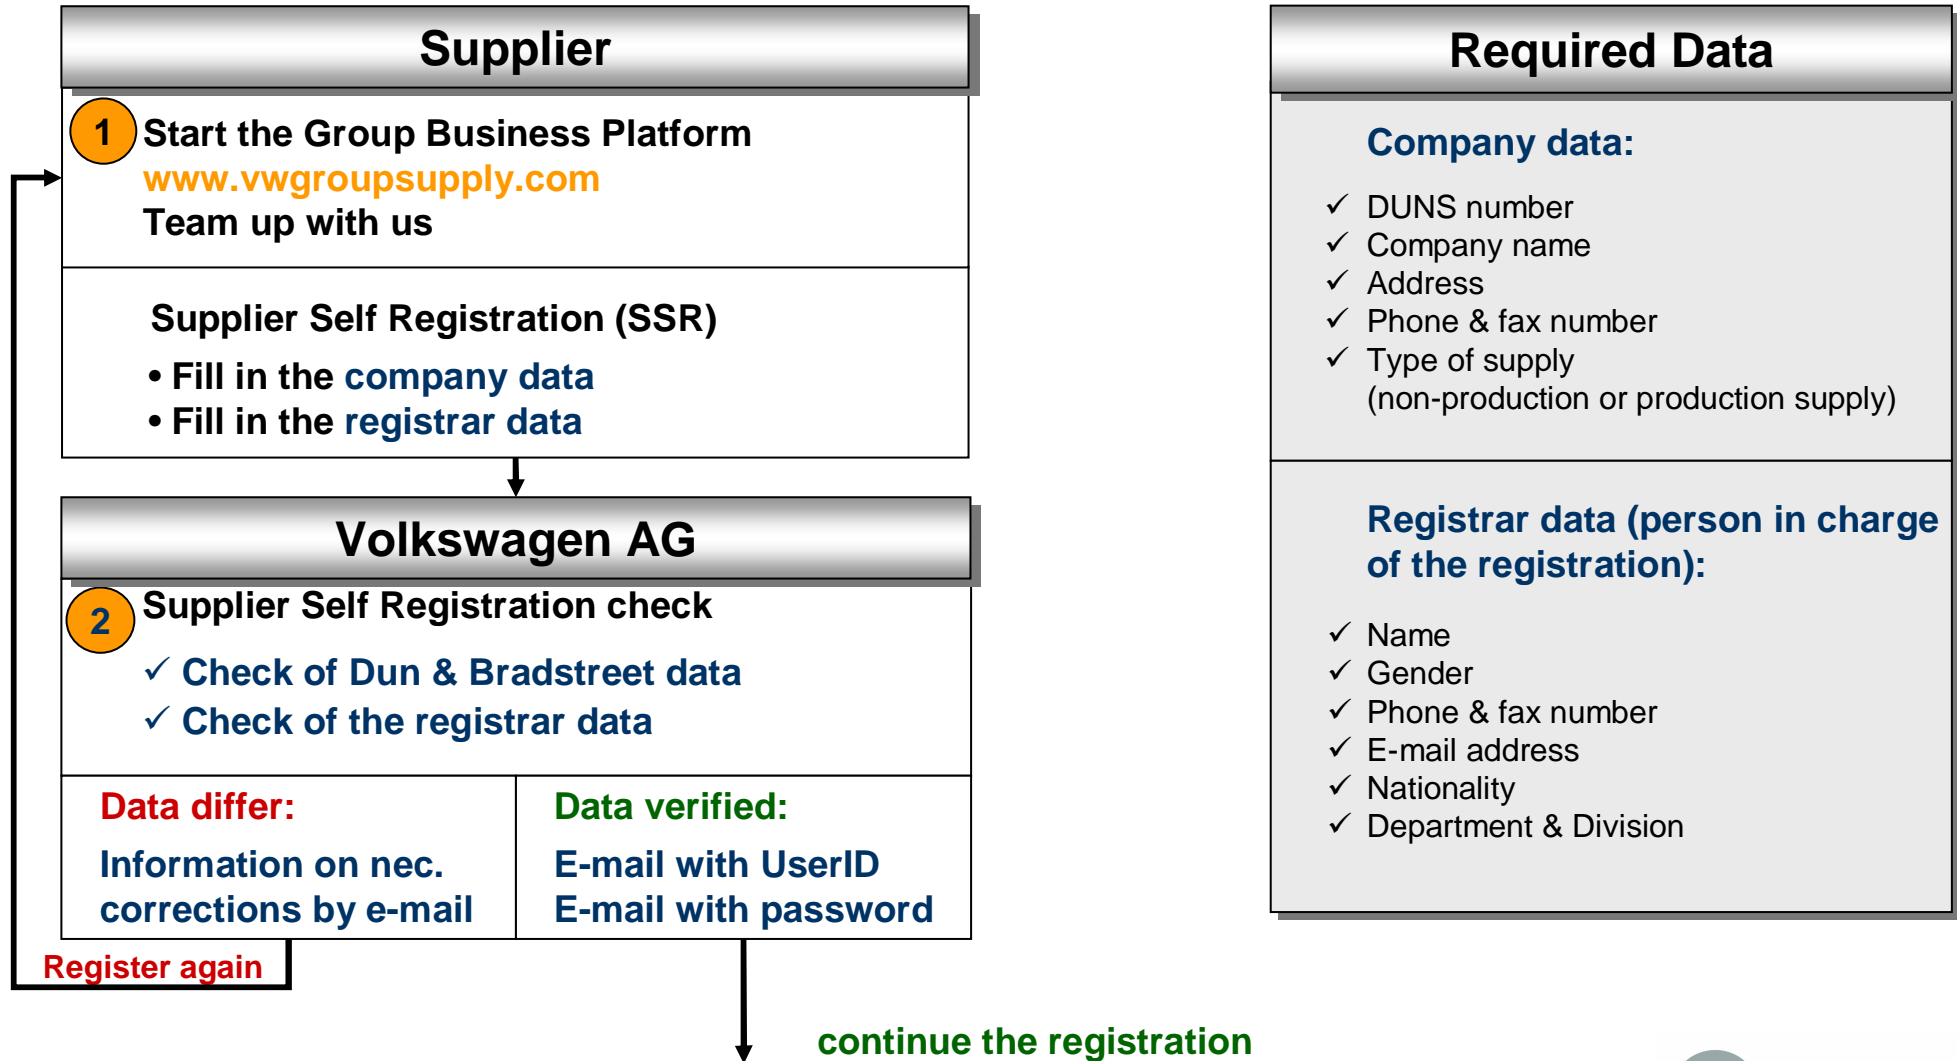 Supplier
1 Start the Group Business Platform
www.vwgroupsupply.com
Team up with us
Supplier Self Registration (SSR)
• Fill in the company data
• Fill in the registrar data
Volkswagen AG
2 Supplier Self Registration check
✓ Check of Dun & Bradstreet data
✓ Check of the registrar data
Data differ:
Information on nec.
corrections by e-mail
Data verified:
E-mail with UserID
E-mail with password
Register again
continue the registration
Required Data
Company data:
✓ DUNS number
✓ Company name
✓ Address
✓ Phone & fax number
✓ Type of supply
(non-production or production supply)
Registrar data (person in charge
of the registration):
✓ Name
✓ Gender
✓ Phone & fax number
✓ E-mail address
✓ Nationality
✓ Department & Division